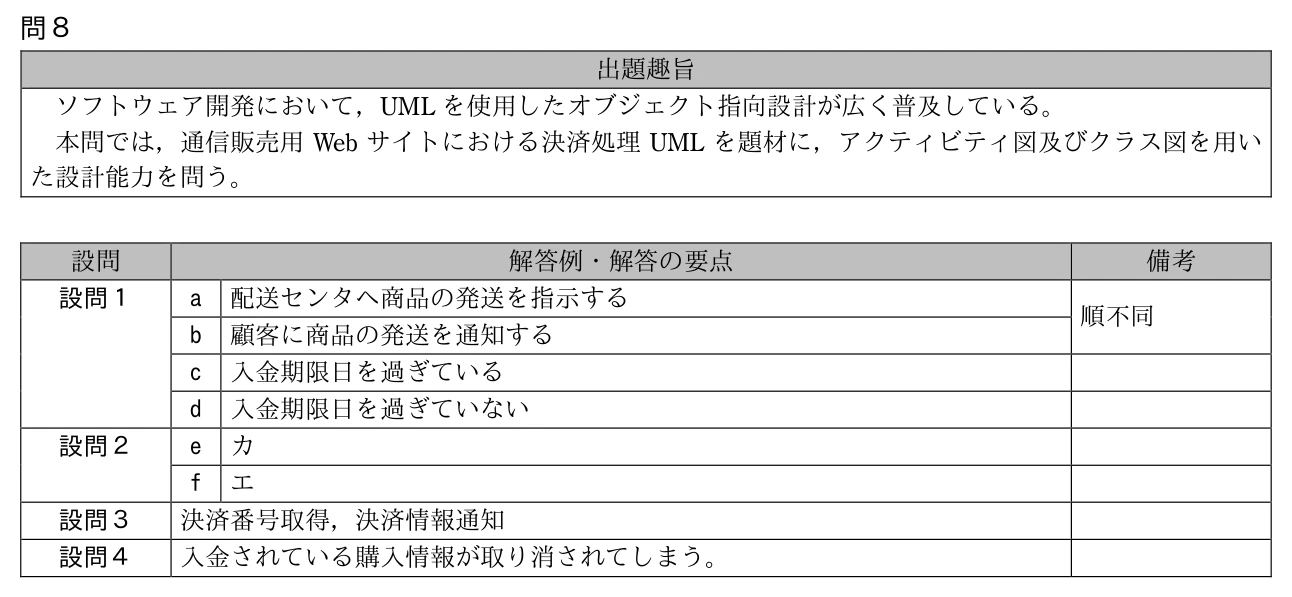 問８
出題趣旨
ソフトウェア開発において，UML を使用したオブジェクト指向設計が広く普及している。
本問では，通信販売用 Web サイトにおける決済処理 UML を題材に，アクティビティ図及びクラス図を用い
た設計能力を問う。
設問 解答例・解答の要点 備考
設問１ a 配送センタへ商品の発送を指示する 順不同
b 顧客に商品の発送を通知する
c 入金期限日を過ぎている
d 入金期限日を過ぎていない
設問２ e カ
f エ
設問３ 決済番号取得，決済情報通知
設問４ 入金されている購入情報が取り消されてしまう。